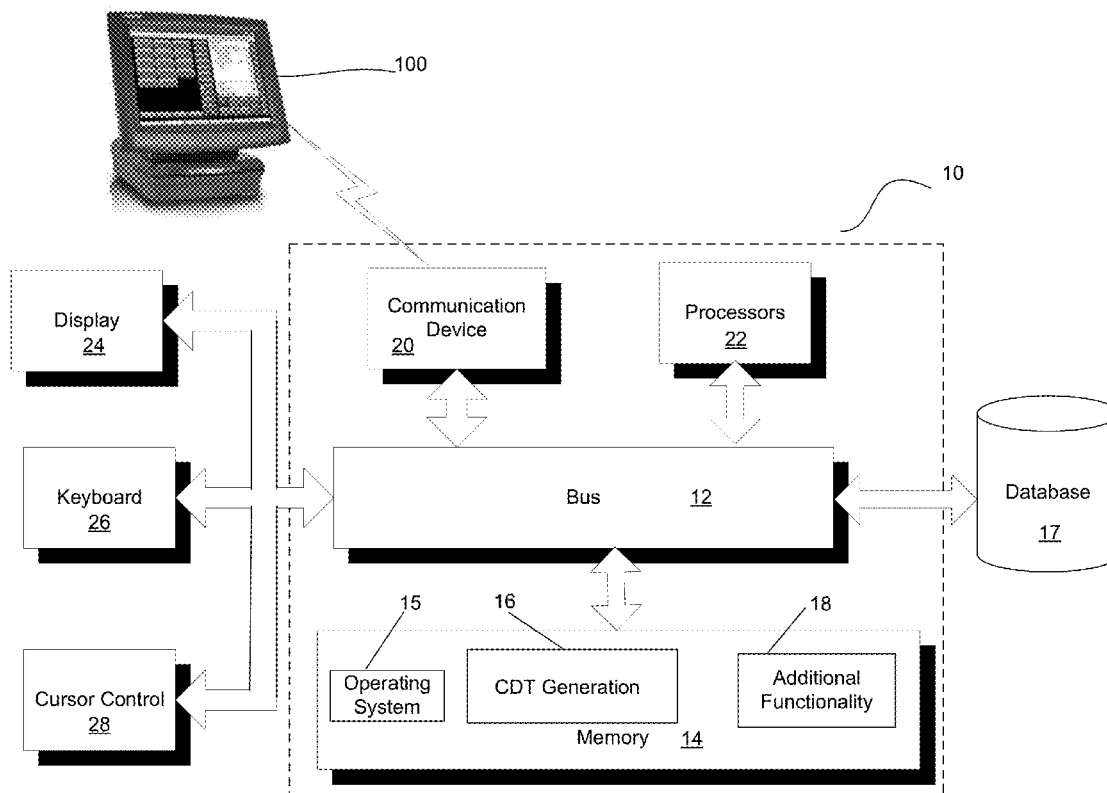 100
10
Communication
Device
20
Processors
22
Display
24
Keyboard
26
Bus 12
Database
17
15
16
18
Operating
System
CDT Generation
Additional
Functionality
Memory 14
Cursor Control
28